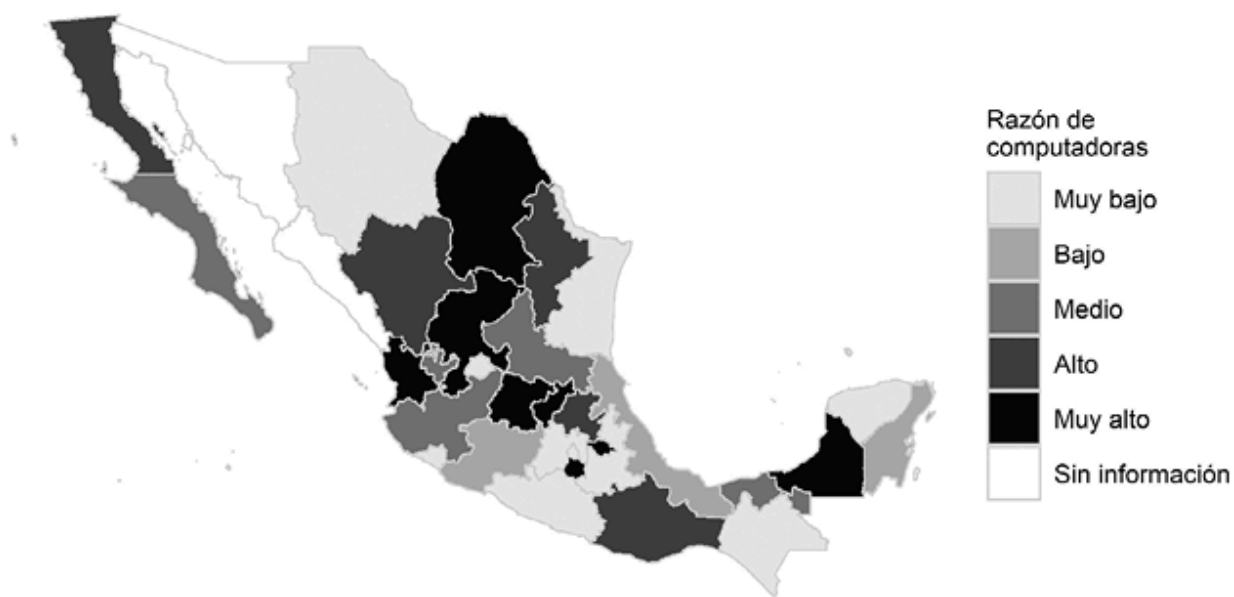 Razón de
computadoras
Muy bajo
Bajo
Medio
Alto
Muy alto
Sin información